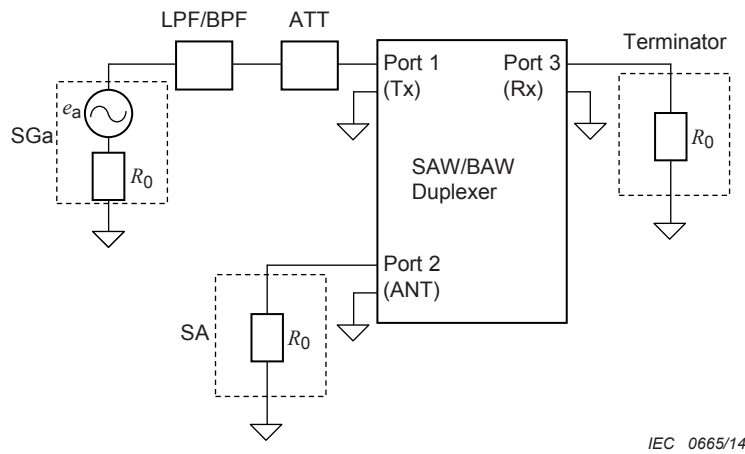 LPF/BPF
ATT
Terminator
Port 1
(Tx)
Port 3
(Rx)
ea
SGa
R0
R0
SAW/BAW
Duplexer
Port 2
(ANT)
SA
R0
IEC 0665/14